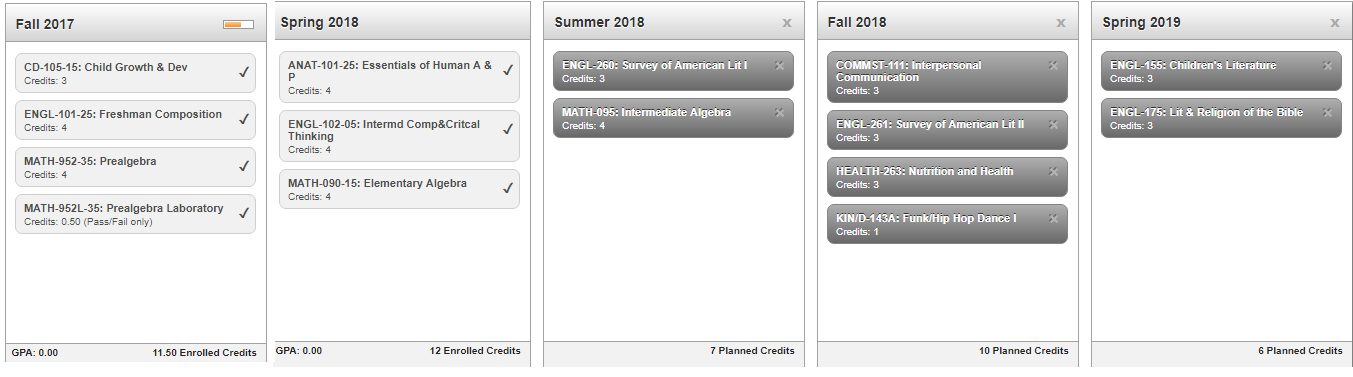 Fall 2017
CD-105-15: Child Growth & Dev
Credits: 3
ENGL-101-25: Freshman Composition
Credits: 4
MATH-952-35: Prealgebra
Credits: 4
MATH-952L-35: Prealgebra Laboratory
Credits: 0.50 (Pass/Fail only)
GPA: 0.00
11.50 Enrolled Credits
Spring 2018
ANAT-101-25: Essentials of Human A &
P
Credits: 4
ENGL-102-05: Intermd Comp&Critcal
Thinking
Credits: 4
MATH-090-15: Elementary Algebra
Credits: 4
GPA: 0.00
12 Enrolled Credits
Summer 2018
x
ENGL-260: Survey of American Lit I
x
Credits: 3
MATH-095: Intermediate Algebra
x
Credits: 4
7 Planned Credits
Fall 2018
x
COMMST-111: Interpersonal
x
Communication
Credits: 3
ENGL-261: Survey of American Lit II
x
Credits: 3
HEALTH-263: Nutrition and Health
x
Credits: 3
KIN/D-143A: Funk/Hip Hop Dance I
x
Credits: 1
10 Planned Credits
Spring 2019
x
ENGL-155: Children's Literature
x
Credits: 3
ENGL-175: Lit & Religion of the Bible
x
Credits: 3
6 Planned Credits